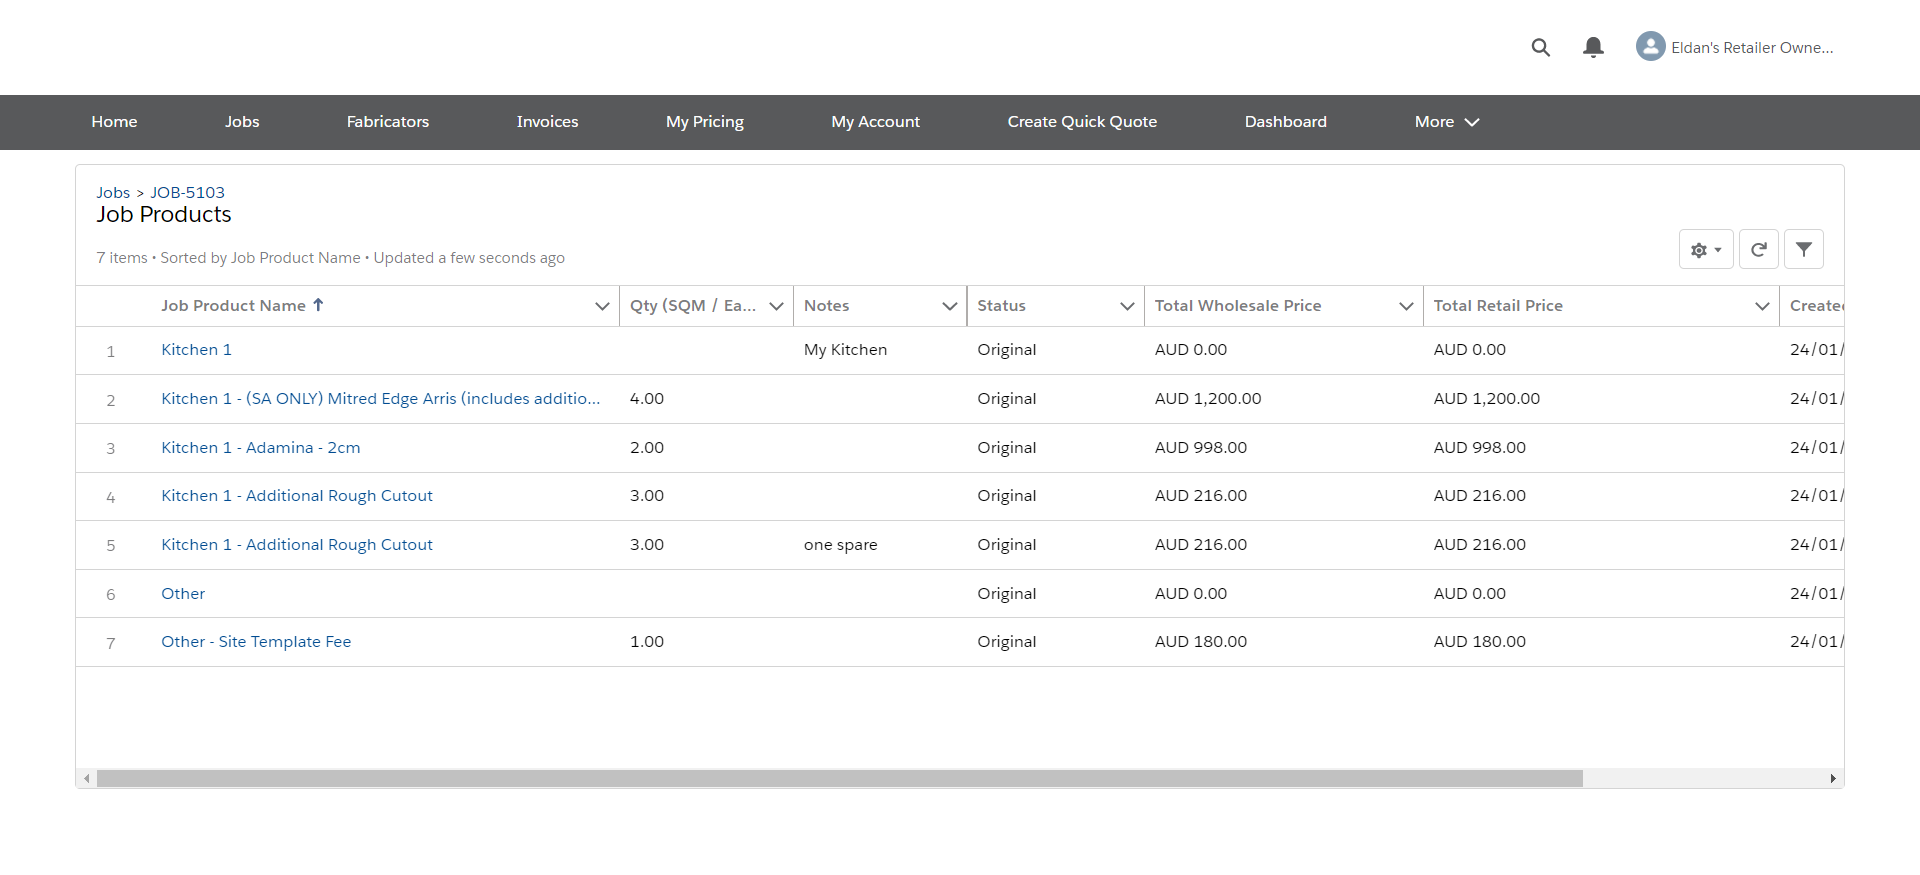 Eldan's Retailer Owne...
Home Jobs Fabricators Invoices My Pricing My Account Create Quick Quote Dashboard More
Jobs > JOB-5103
Job Products
7 items • Sorted by Job Product Name • Updated a few seconds ago
Job Product Name Qty (SQM / Ea... Notes Status Total Wholesale Price Total Retail Price Created
1 Kitchen 1 My Kitchen Original AUD 0.00 AUD 0.00 24/01/
2 Kitchen 1 - (SA ONLY) Mitred Edge Arris (includes additio... 4.00 Original AUD 1,200.00 AUD 1,200.00 24/01/
3 Kitchen 1 - Adamina - 2cm 2.00 Original AUD 998.00 AUD 998.00 24/01/
4 Kitchen 1 - Additional Rough Cutout 3.00 Original AUD 216.00 AUD 216.00 24/01/
5 Kitchen 1 - Additional Rough Cutout 3.00 one spare Original AUD 216.00 AUD 216.00 24/01/
6 Other Original AUD 0.00 AUD 0.00 24/01/
7 Other - Site Template Fee 1.00 Original AUD 180.00 AUD 180.00 24/01/